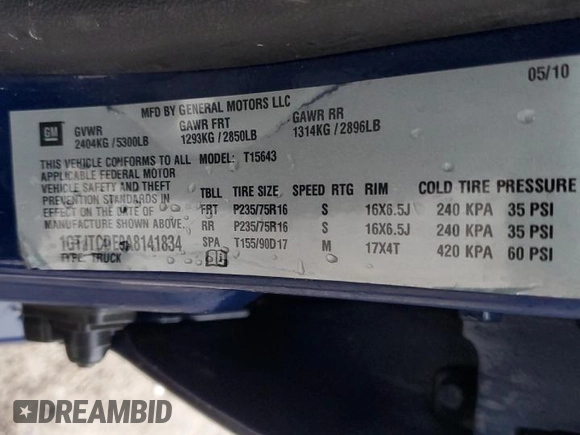 05/10
MFD BY GENERAL MOTORS LLC
GM
GVWR
2404KG/5300LB
GAWR FRT
1293KG/2850LB
GAWR RR
1314KG/2896LB
THIS VEHICLE CONFORMS TO ALL
APPLICABLE FEDERAL MOTOR
VEHICLE SAFETY AND THEFT
PREVENTION STANDARDS IN
EFFECT ON THE DATE OF
MANUFACTURE SHOWN ABOVE.
TYPE: TRUCK
MODEL: T15643
TBLL TIRE SIZE SPEED RTG RIM COLD TIRE PRESSURE
FRT P235/75R16 S 16X6.5J 240 KPA 35 PSI
RR P235/75R16 S 16X6.5J 240 KPA 35 PSI
SPA T155/90D17 M 17X4T 420 KPA 60 PSI
DREAMBID